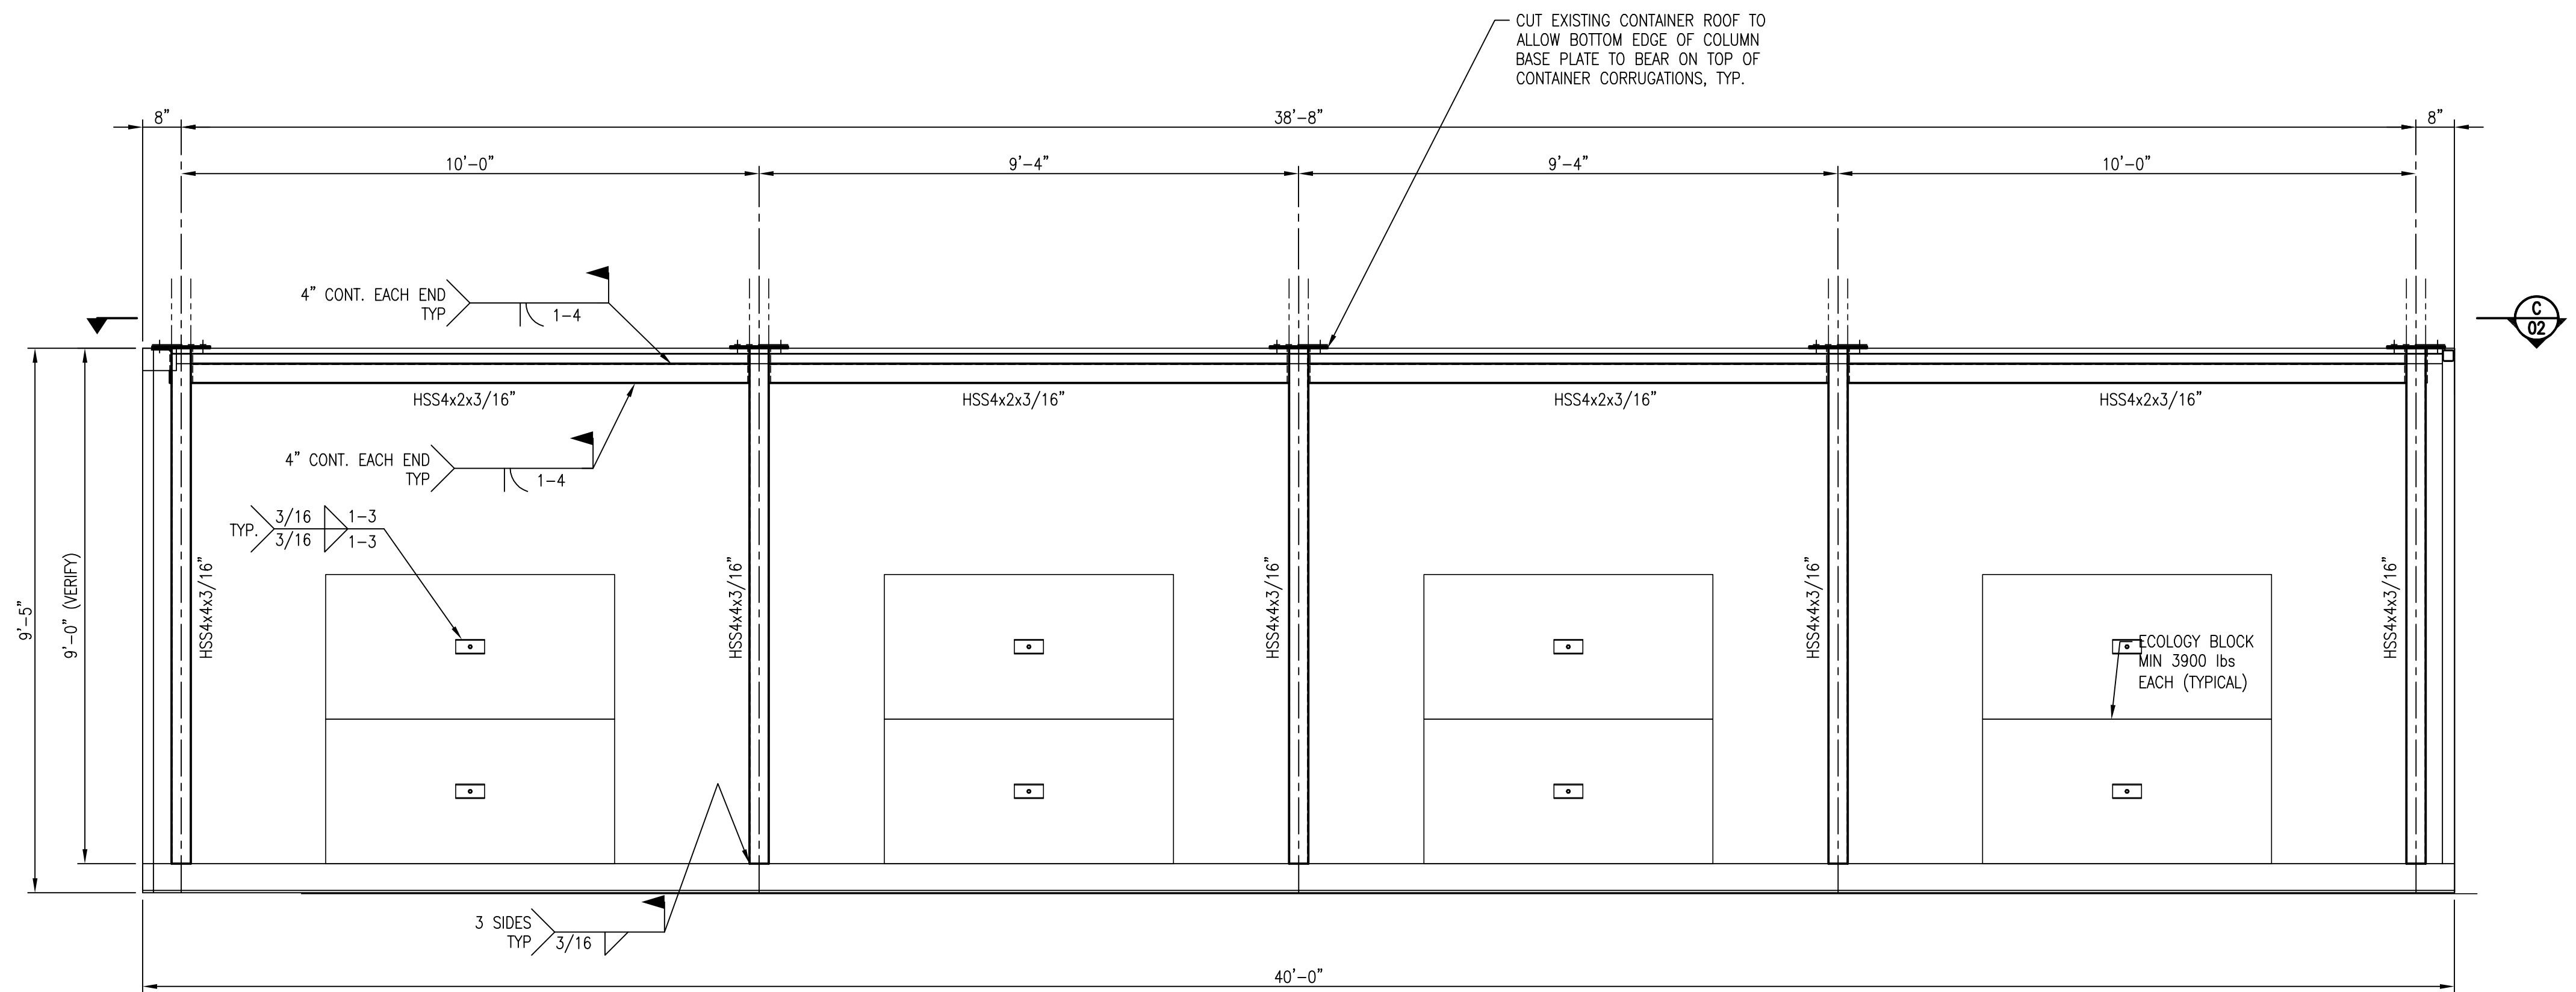 CUT EXISTING CONTAINER ROOF TO
ALLOW BOTTOM EDGE OF COLUMN
BASE PLATE TO BEAR ON TOP OF
CONTAINER CORRUGATIONS, TYP.
8"
38'-8"
8"
10'-0"
9'-4"
9'-4"
10'-0"
4" CONT. EACH END
TYP
1-4
C
02
HSS4x2x3/16"
HSS4x2x3/16"
HSS4x2x3/16"
HSS4x2x3/16"
4" CONT. EACH END
TYP
1-4
TYP.
3/16
1-3
3/16
1-3
9'-5"
9'-0" (VERIFY)
HSS4x4x3/16"
HSS4x4x3/16"
HSS4x4x3/16"
HSS4x4x3/16"
HSS4x4x3/16"
ECOLOGY BLOCK
MIN 3900 lbs
EACH (TYPICAL)
3 SIDES
TYP
3/16
40'-0"